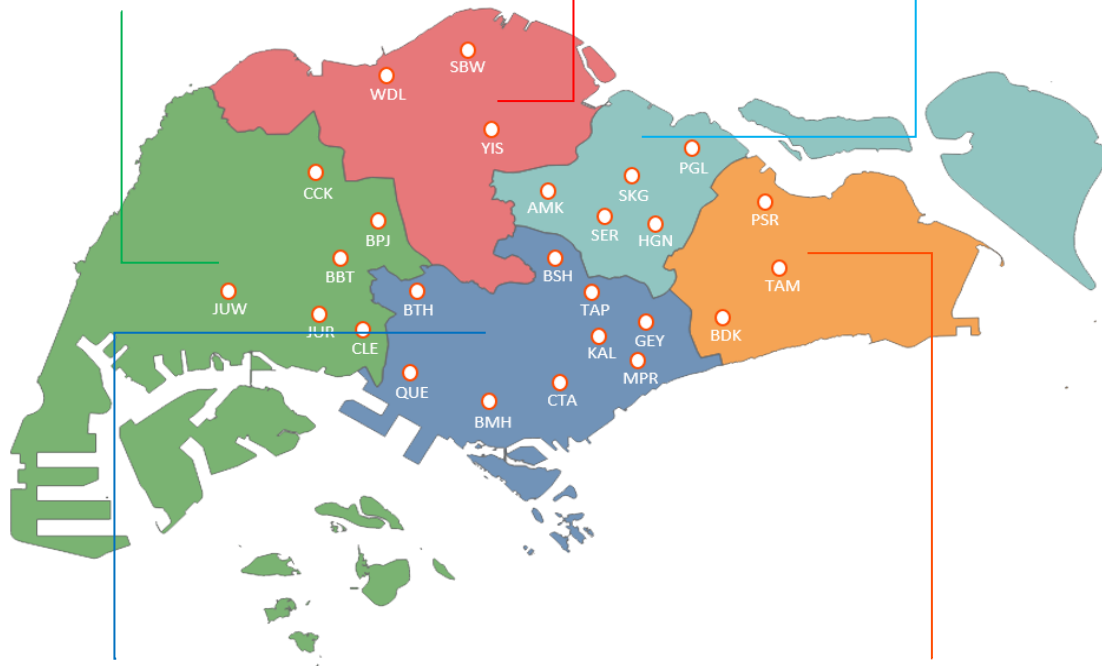 SBW
WDL
YIS
PGL
CCK
SKG
AMK
PSR
BPJ
SER
HGN
BBT
BSH
TAM
JUW
BTH
TAP
JUR
BDK
GEY
CLE
KAL
MPR
QUE
CTA
BMH